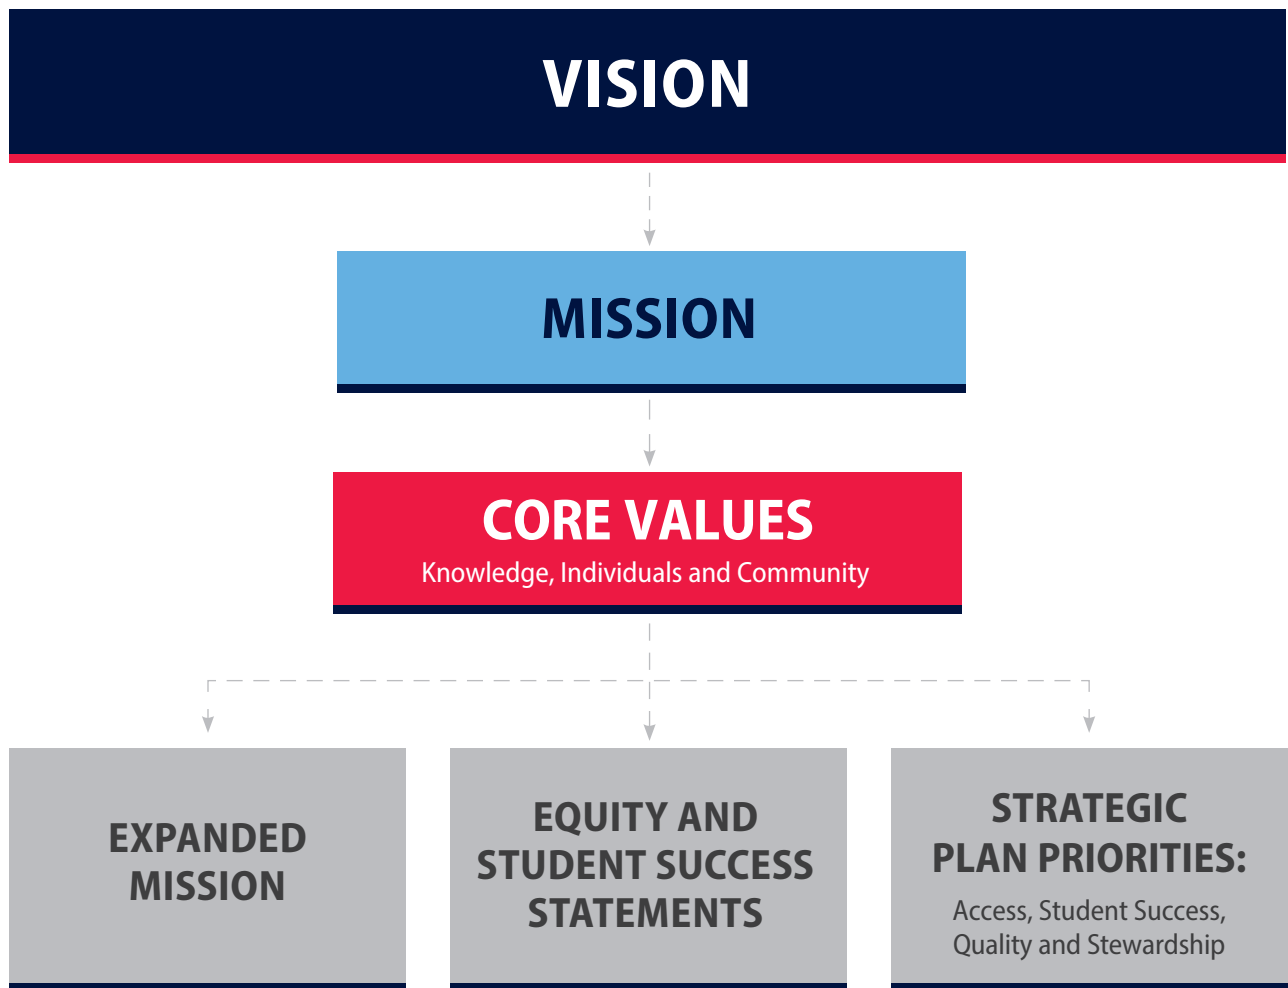 VISION
MISSION
CORE VALUES
Knowledge, Individuals and Community
EXPANDED
MISSION
EQUITY AND
STUDENT SUCCESS
STATEMENTS
STRATEGIC
PLAN PRIORITIES:
Access, Student Success,
Quality and Stewardship